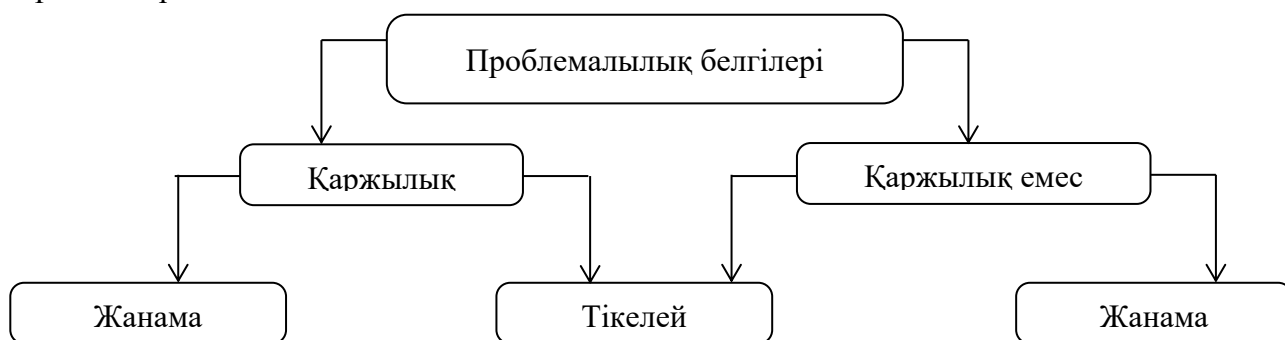 Проблемалылық белгілері
Қаржылық
Қаржылық емес
Жанама
Тікелей
Жанама